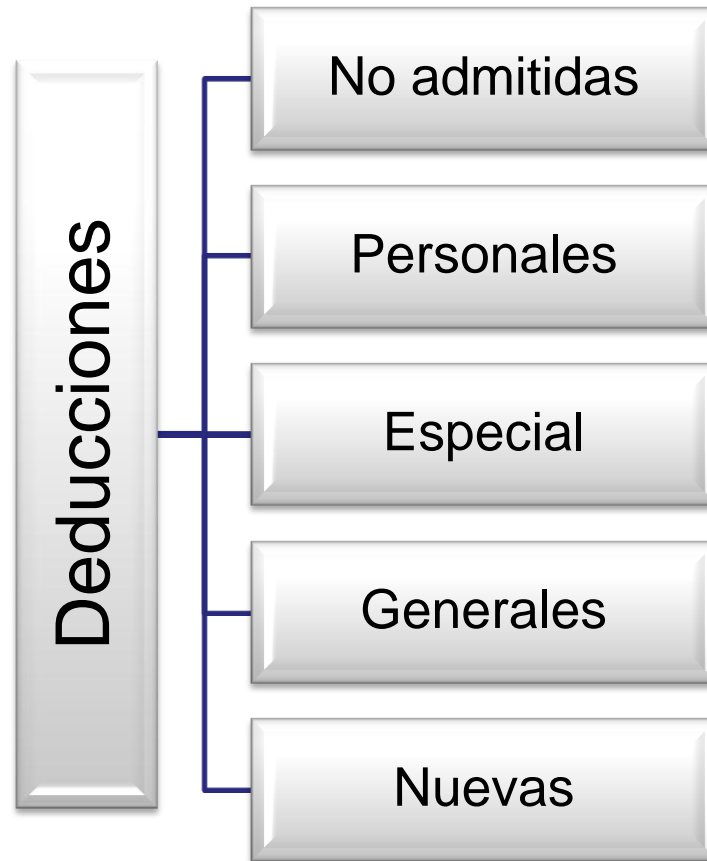 Deducciones
No admitidas
Personales
Especial
Generales
Nuevas